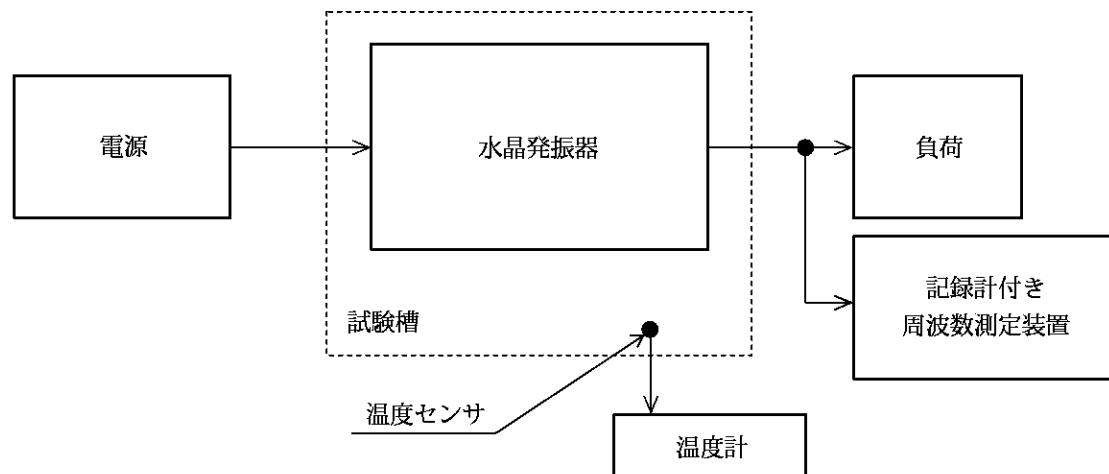 電源
水晶発振器
負荷
記録計付き
周波数測定装置
試験槽
温度センサ
温度計